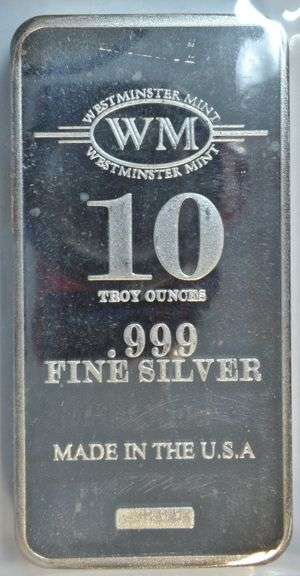 WESTMINSTER MINT
WM
WESTMINSTER MINT
10
TROY OUNCES
.999
FINE SILVER
MADE IN THE U.S.A